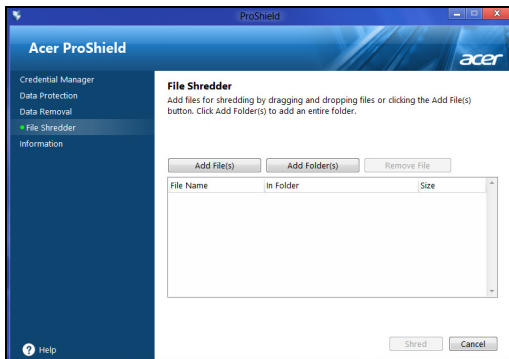 ProShield
Acer ProShield
acer
Credential Manager
Data Protection
Data Removal
File Shredder
Information
File Shredder
Add files for shredding by dragging and dropping files or clicking the Add File(s)
button. Click Add Folder(s) to add an entire folder.
Add File(s) Add Folder(s) Remove File
File Name In Folder Size
Help
Shred Cancel